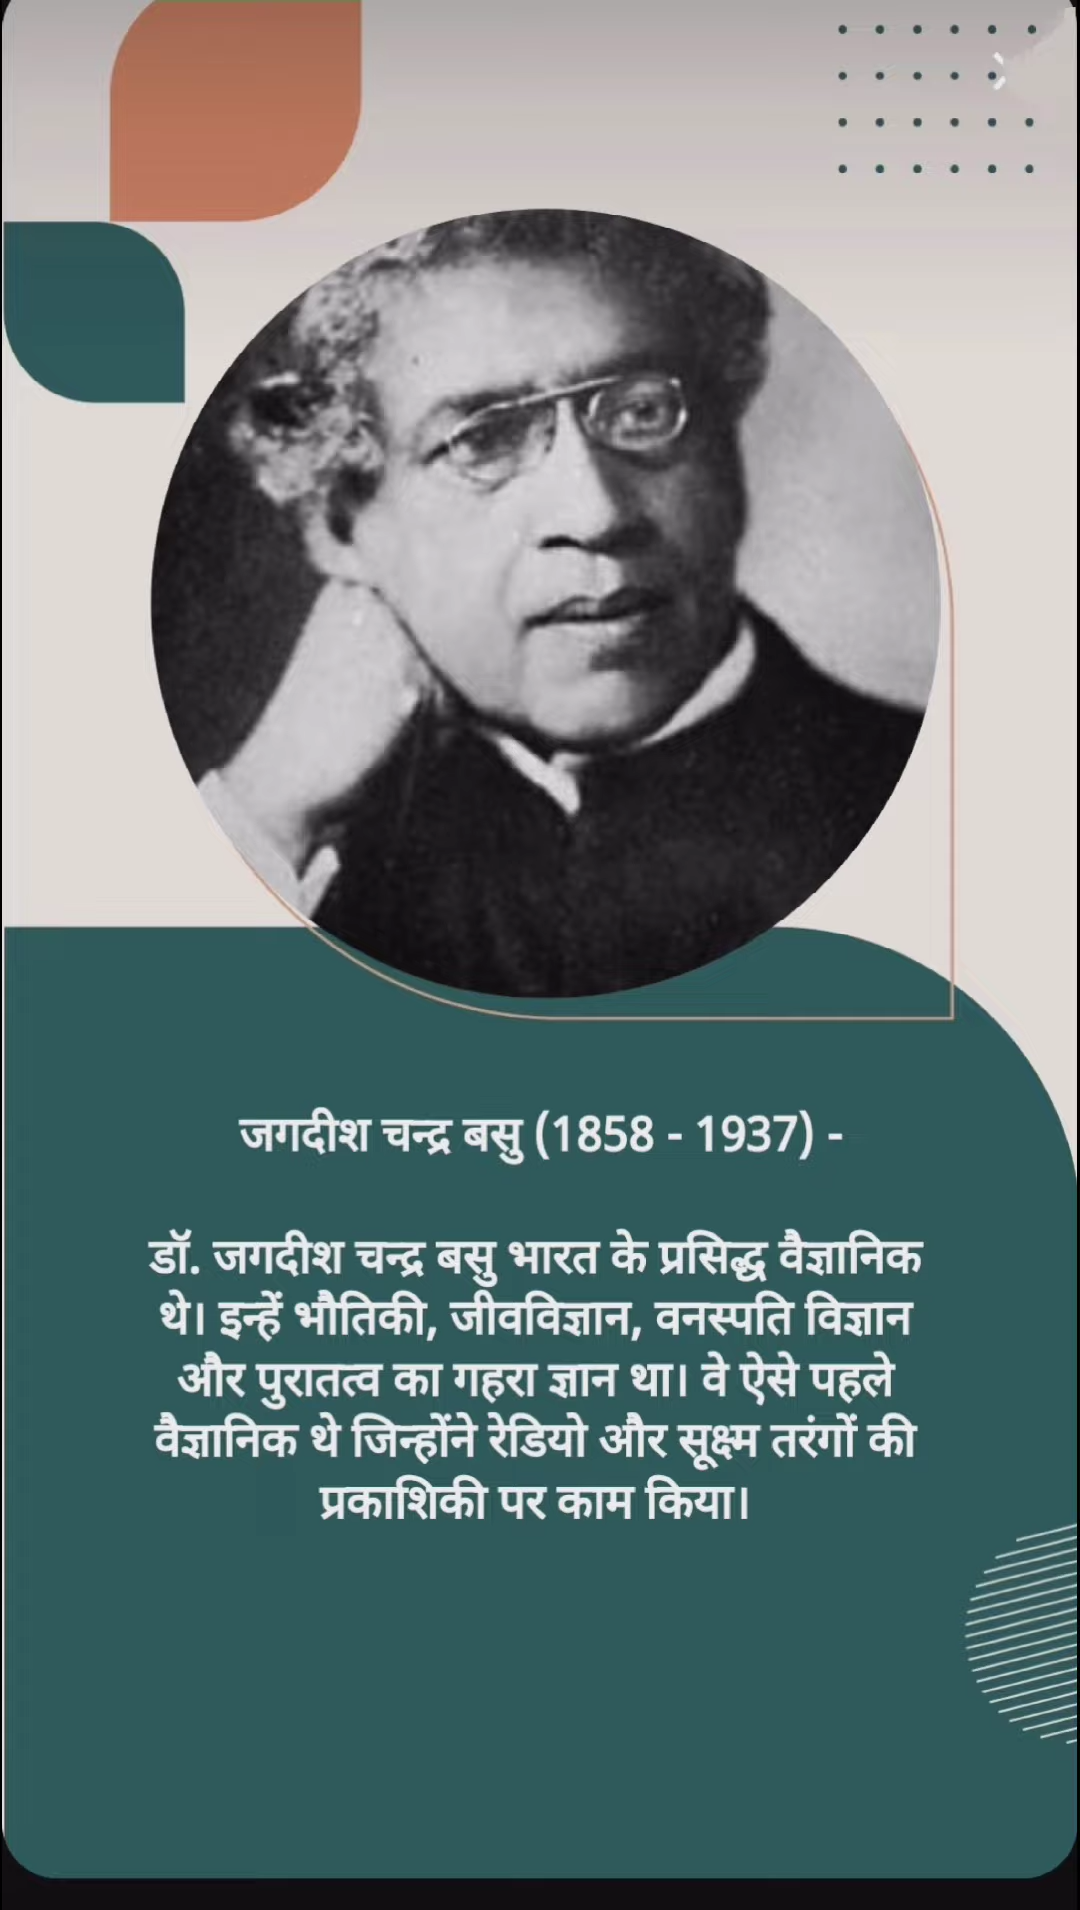 जगदीश चन्द्र बसु (1858 - 1937) -
डॉ. जगदीश चन्द्र बसु भारत के प्रसिद्ध वैज्ञानिक
थे। इन्हें भौतिकी, जीवविज्ञान, वनस्पति विज्ञान
और पुरातत्व का गहरा ज्ञान था। वे ऐसे पहले
वैज्ञानिक थे जिन्होंने रेडियो और सूक्ष्म तरंगों की
प्रकाशिकी पर काम किया।